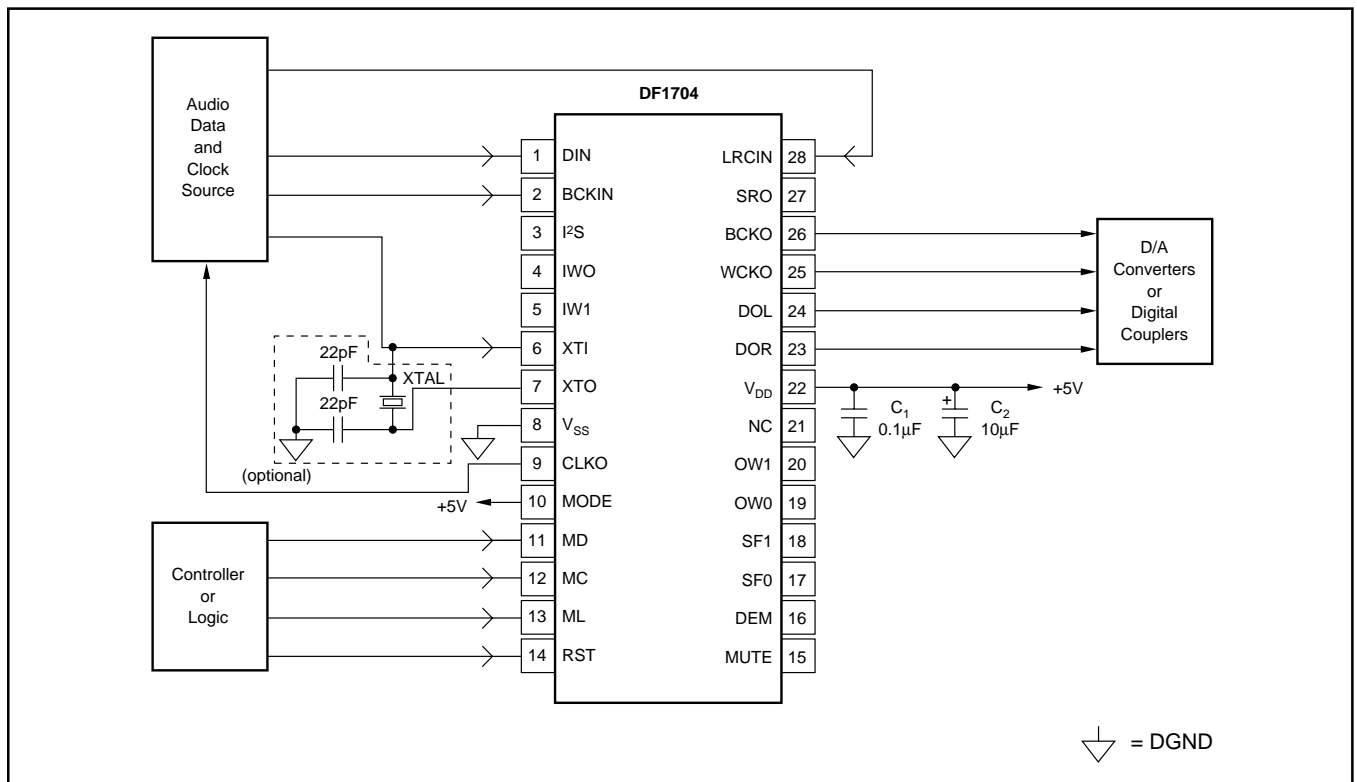 DF1704
Audio
Data
and
Clock
Source
1 DIN
2 BCKIN
3 I²S
4 IWO
5 IW1
6 XTI
7 XTO
8 VSS
9 CLKO
10 MODE
11 MD
12 MC
13 ML
14 RST
LRCIN 28
SRO 27
BCKO 26
WCKO 25
DOL 24
DOR 23
VDD 22
NC 21
OW1 20
OW0 19
SF1 18
SF0 17
DEM 16
MUTE 15
22pF
XTAL
22pF
(optional)
+5V
Controller
or
Logic
D/A
Converters
or
Digital
Couplers
+5V
C1
0.1µF
+
C2
10µF
= DGND